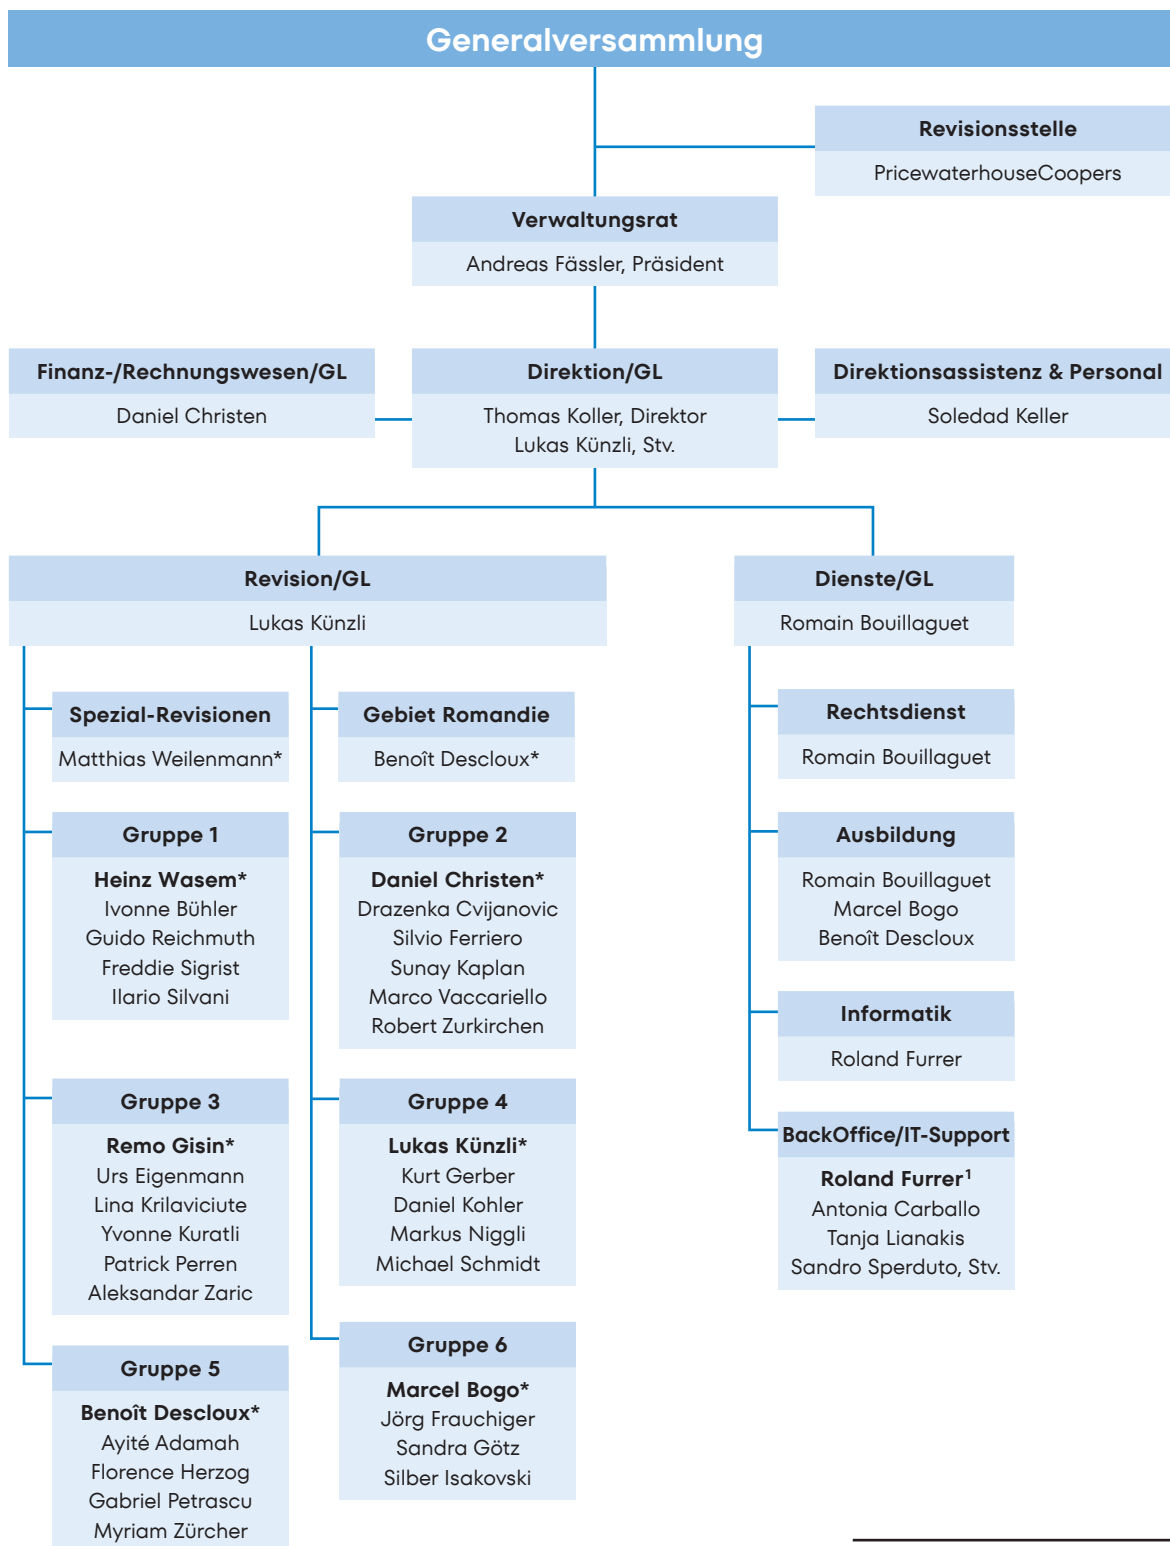 Generalversammlung
Revisionsstelle
PricewaterhouseCoopers
Verwaltungsrat
Andreas Fässler, Präsident
Finanz-/Rechnungswesen/GL
Daniel Christen
Direktion/GL
Thomas Koller, Direktor
Lukas Künzli, Stv.
Direktionsassistenz & Personal
Soledad Keller
Revision/GL
Lukas Künzli
Dienste/GL
Romain Bouillaguet
Spezial-Revisionen
Matthias Weilenmann*
Gebiet Romandie
Benoît Descloux*
Rechtsdienst
Romain Bouillaguet
Gruppe 1
Heinz Wasem*
Ivonne Bühler
Guido Reichmuth
Freddie Sigrist
Ilario Silvani
Gruppe 2
Daniel Christen*
Drazenka Cvijanovic
Silvio Ferriero
Sunay Kaplan
Marco Vaccariello
Robert Zurkirchen
Ausbildung
Romain Bouillaguet
Marcel Bogo
Benoît Descloux
Informatik
Roland Furrer
Gruppe 3
Remo Gisin*
Urs Eigenmann
Lina Krilaviciute
Yvonne Kuratli
Patrick Perren
Aleksandar Zaric
Gruppe 4
Lukas Künzli*
Kurt Gerber
Daniel Kohler
Markus Niggli
Michael Schmidt
BackOffice/IT-Support
Roland Furrer¹
Antonia Carballo
Tanja Lianakis
Sandro Sperduto, Stv.
Gruppe 5
Benoît Descloux*
Ayité Adamah
Florence Herzog
Gabriel Petrascu
Myriam Zürcher
Gruppe 6
Marcel Bogo*
Jörg Frauchiger
Sandra Götz
Silber Isakovski